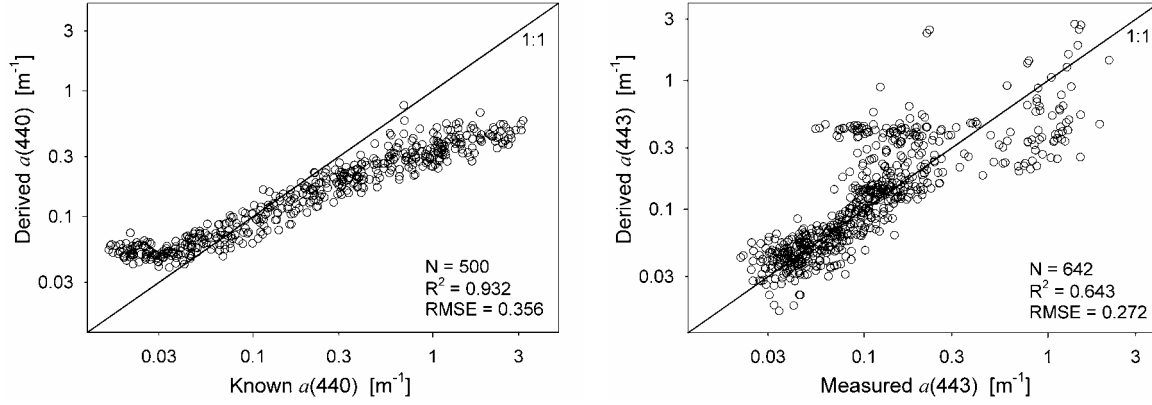 3
1
0.3
0.1
0.03
Derived a(440) [m⁻¹]
1:1
N = 500
R² = 0.932
RMSE = 0.356
0.03 0.1 0.3 1 3
Known a(440) [m⁻¹]
3
1
0.3
0.1
0.03
Derived a(443) [m⁻¹]
1:1
N = 642
R² = 0.643
RMSE = 0.272
0.03 0.1 0.3 1 3
Measured a(443) [m⁻¹]